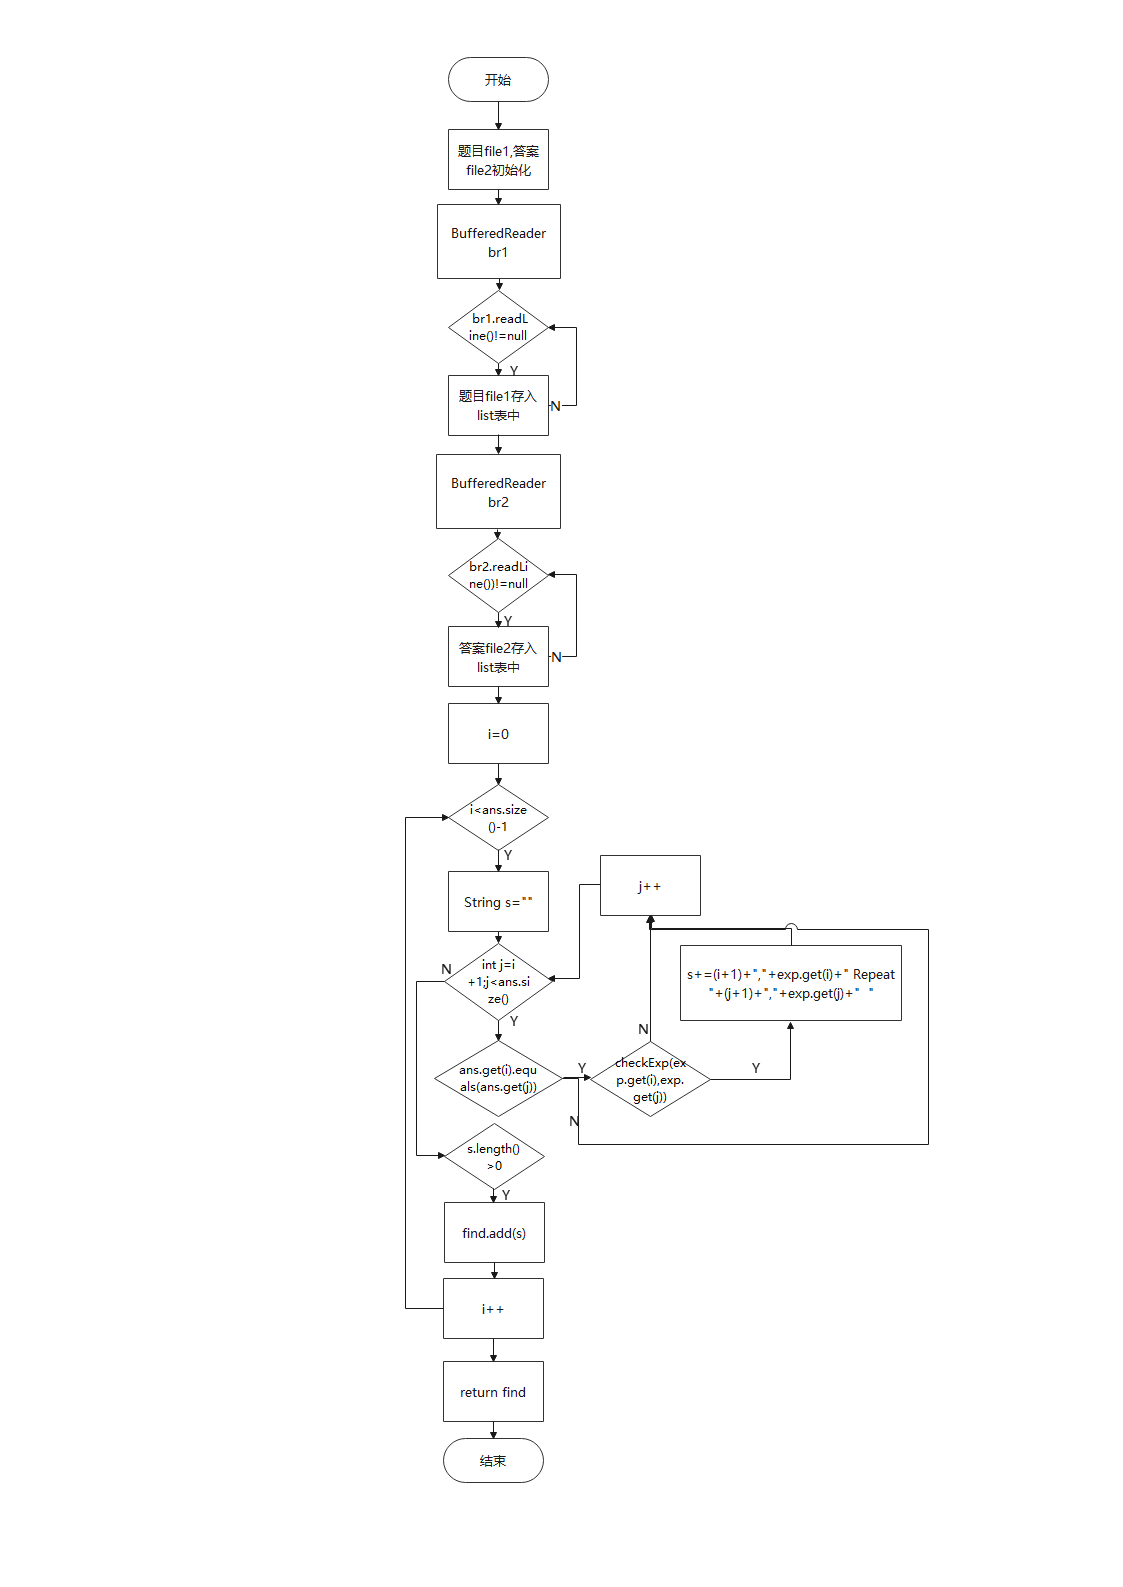 开始
题目file1,答案
file2初始化
BufferedReader
br1
br1.readL
ine()!=null
Y
题目file1存入
list表中
N
BufferedReader
br2
br2.readLi
ne())!=null
Y
答案file2存入
list表中
N
i=0
i<ans.size
()-1
Y
String s=""
j++
int j=i
+1;j<ans.si
ze()
N
Y
s+=(i+1)+","+exp.get(i)+" Repeat
"+(j+1)+","+exp.get(j)+"  "
ans.get(i).equ
als(ans.get(j))
Y
N
checkExp(ex
p.get(i),exp.
get(j))
N
Y
s.length()
>0
Y
find.add(s)
i++
return find
结束